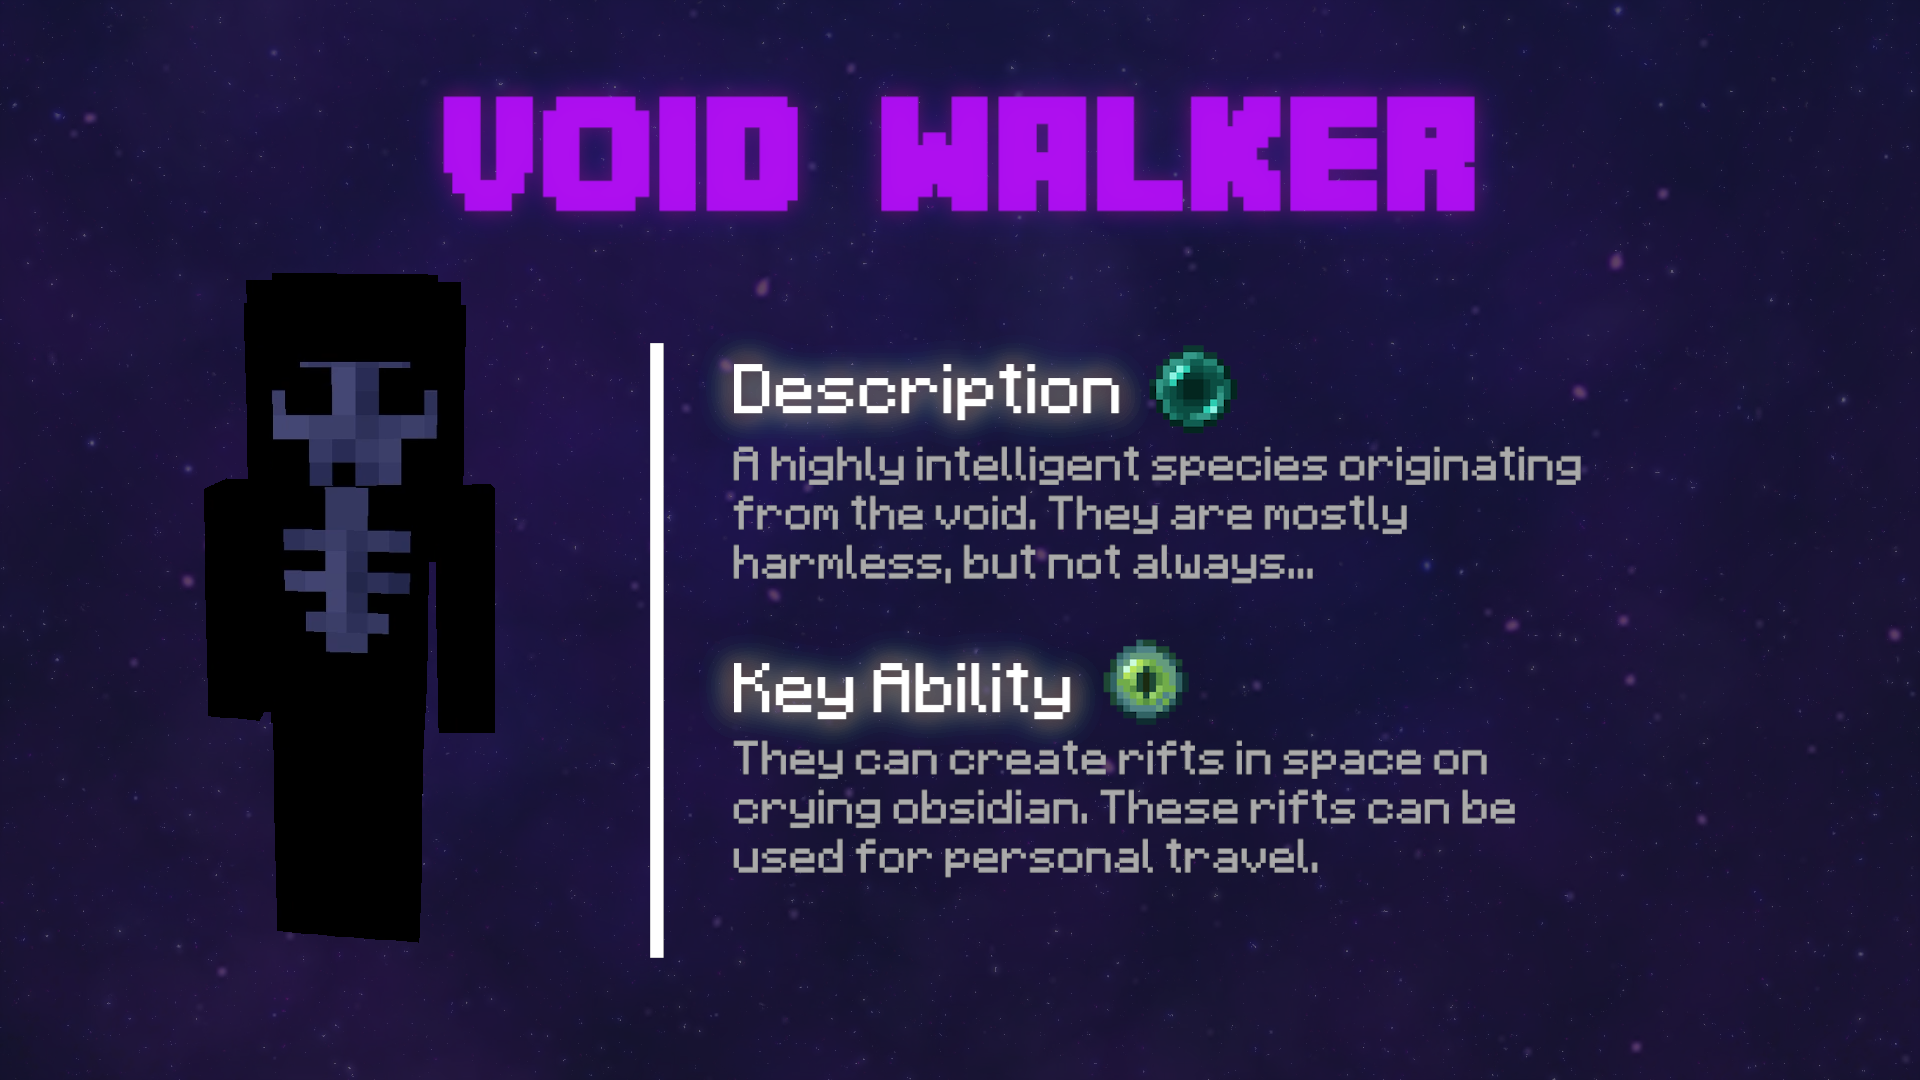 VOID WALKER
Description
A highly intelligent species originating
from the void. They are mostly
harmless, but not always...
Key Ability
They can create rifts in space on
crying obsidian. These rifts can be
used for personal travel.